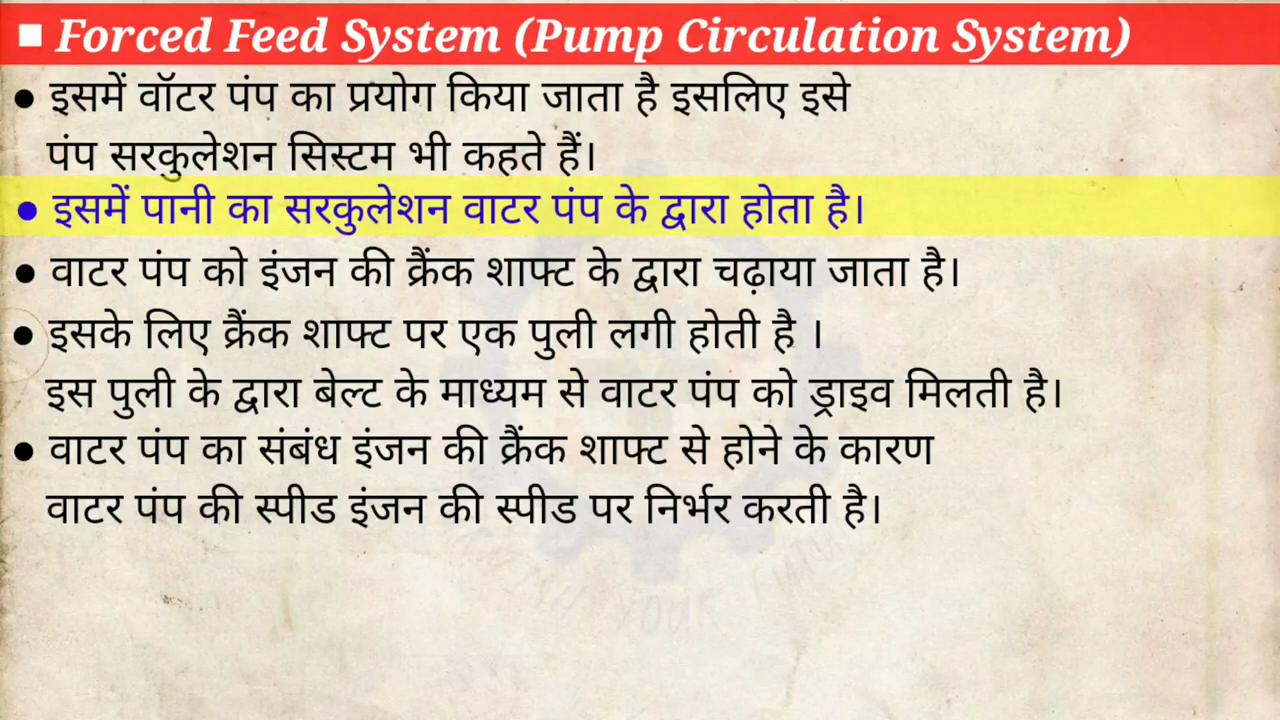 ■ Forced Feed System (Pump Circulation System)
● इसमें वॉटर पंप का प्रयोग किया जाता है इसलिए इसे
पंप सरकुलेशन सिस्टम भी कहते हैं।
● इसमें पानी का सरकुलेशन वाटर पंप के द्वारा होता है।
● वाटर पंप को इंजन की क्रैंक शाफ्ट के द्वारा चढ़ाया जाता है।
● इसके लिए क्रैंक शाफ्ट पर एक पुली लगी होती है ।
इस पुली के द्वारा बेल्ट के माध्यम से वाटर पंप को ड्राइव मिलती है।
● वाटर पंप का संबंध इंजन की क्रैंक शाफ्ट से होने के कारण
वाटर पंप की स्पीड इंजन की स्पीड पर निर्भर करती है।
YOUR